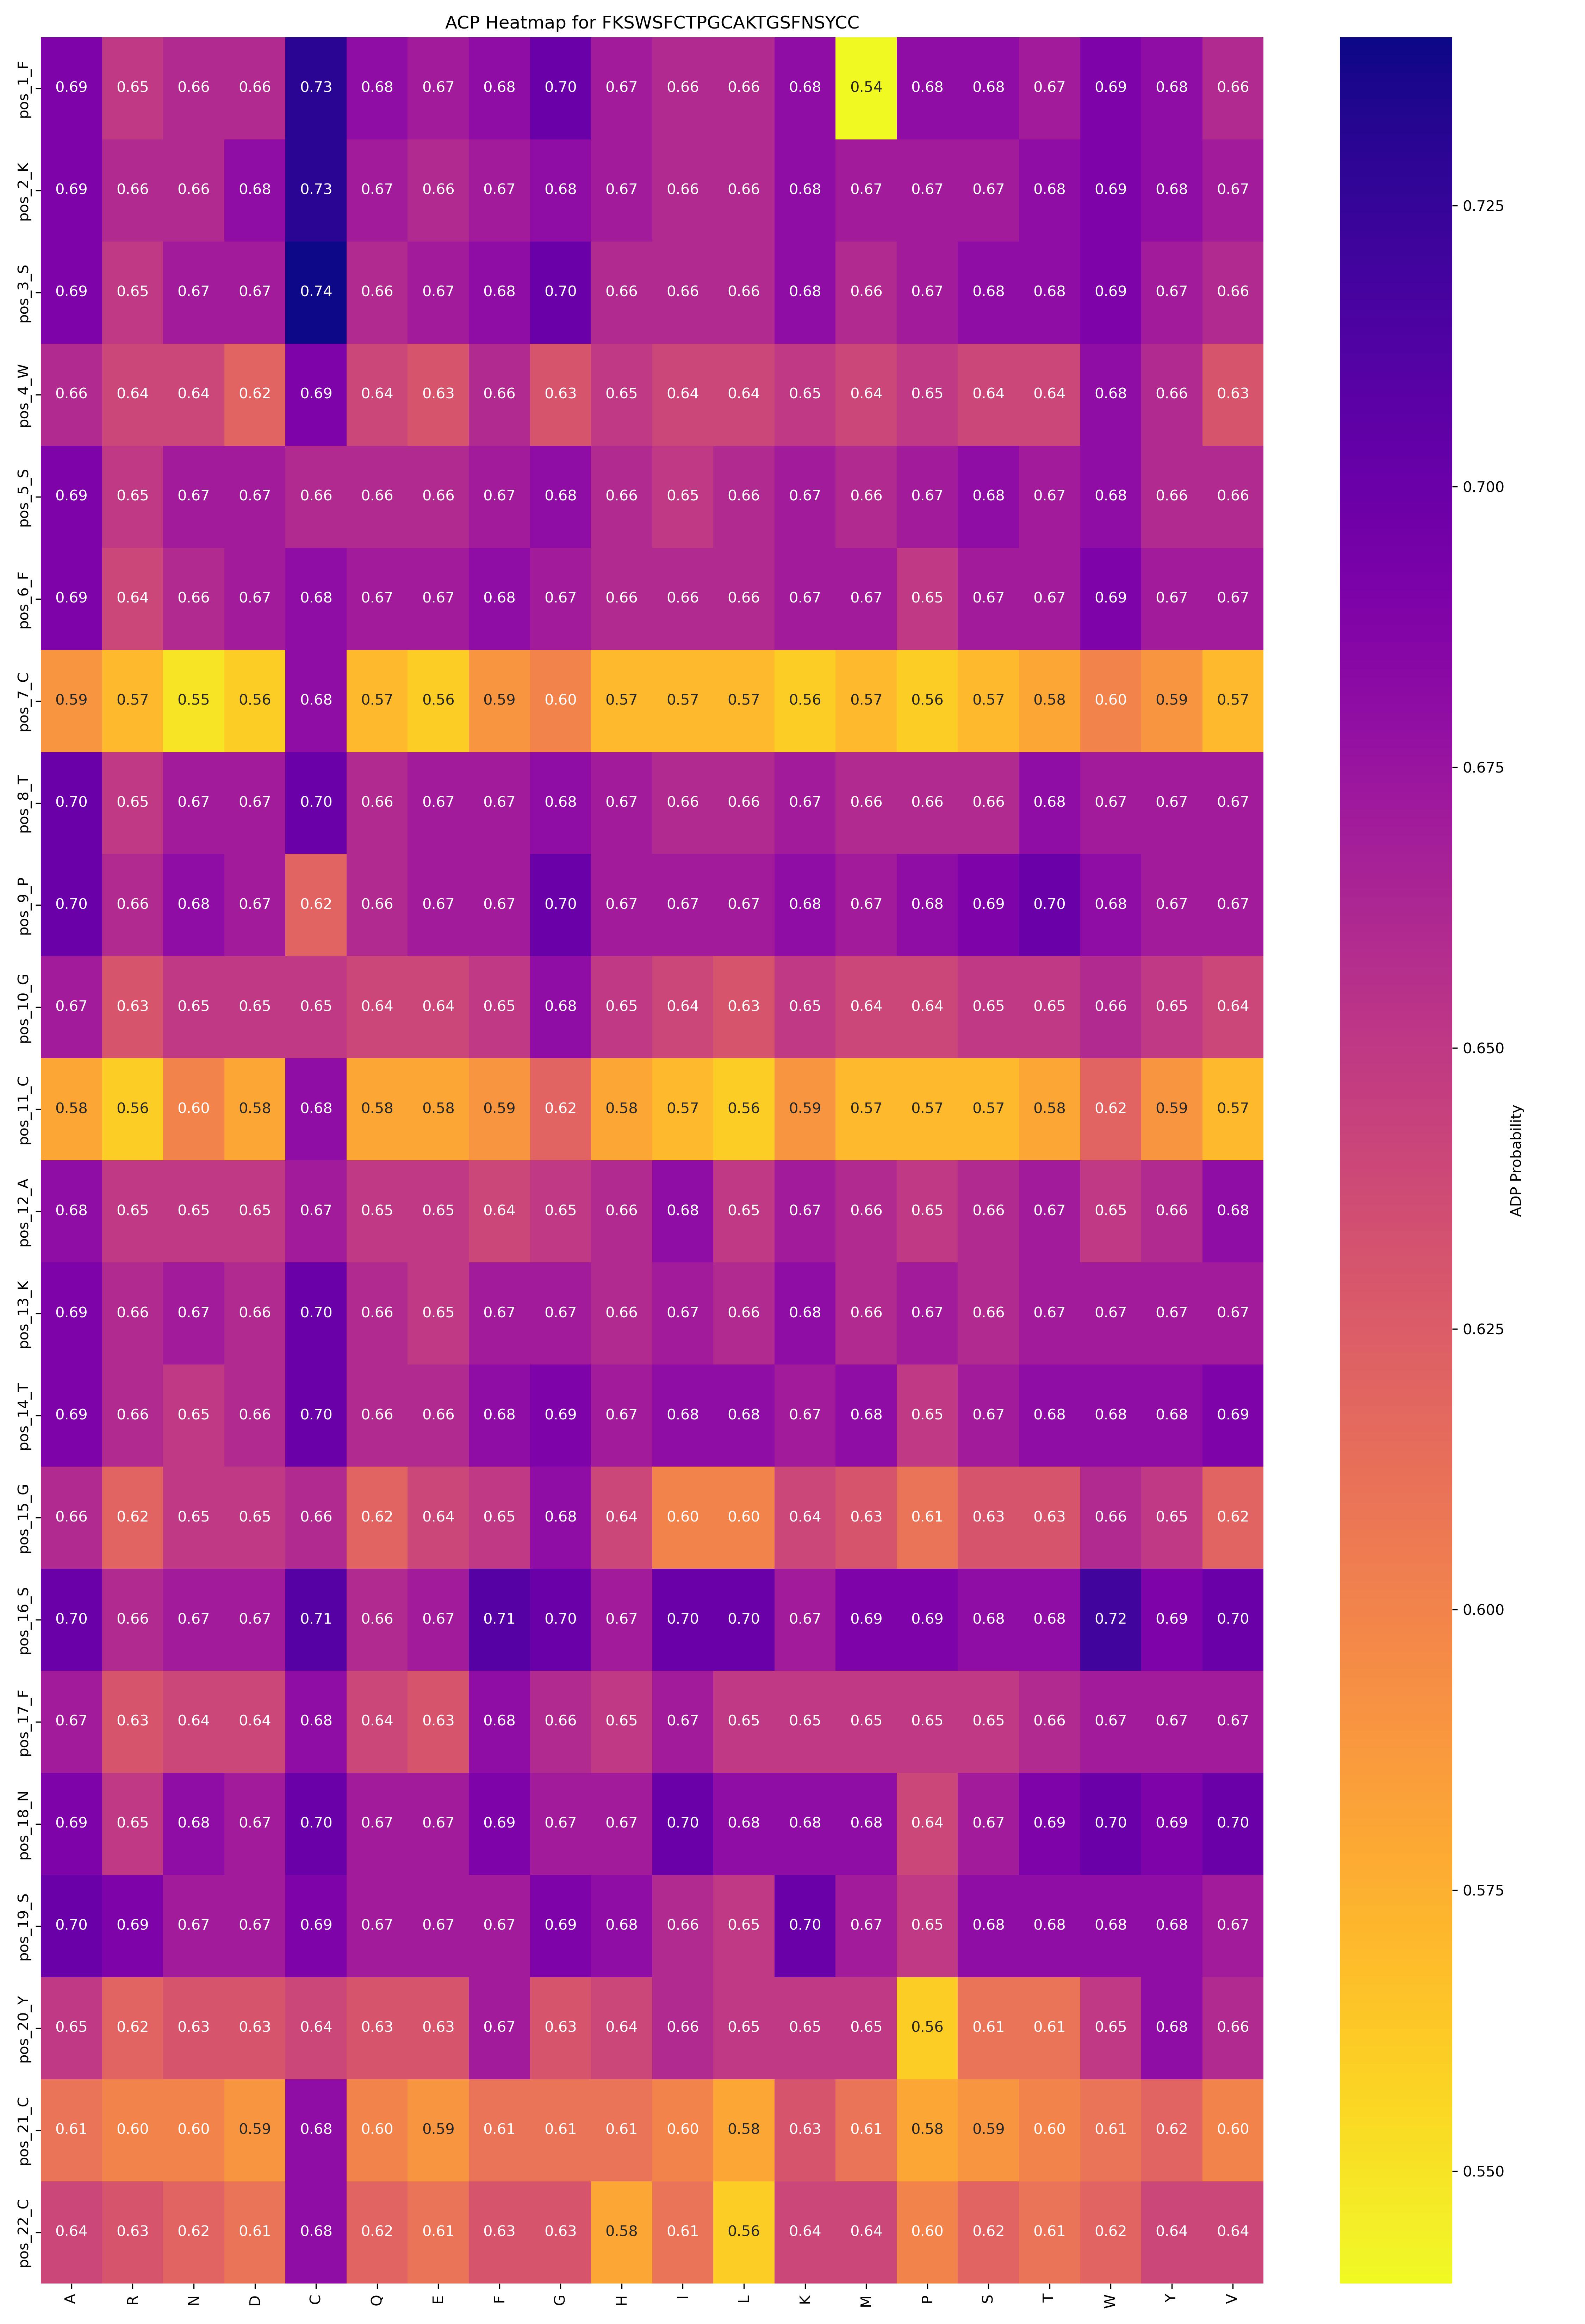 ACP Heatmap for FKSWSFCTPGCAKTGSFNSYCC
pos_1_F 0.69 0.65 0.66 0.66 0.73 0.68 0.67 0.68 0.70 0.67 0.66 0.66 0.68 0.54 0.68 0.68 0.67 0.69 0.68 0.66
pos_2_K 0.69 0.66 0.66 0.68 0.73 0.67 0.66 0.67 0.68 0.67 0.66 0.66 0.68 0.67 0.67 0.67 0.68 0.69 0.68 0.67
pos_3_S 0.69 0.65 0.67 0.67 0.74 0.66 0.67 0.68 0.70 0.66 0.66 0.66 0.68 0.66 0.67 0.68 0.68 0.69 0.67 0.66
pos_4_W 0.66 0.64 0.64 0.62 0.69 0.64 0.63 0.66 0.63 0.65 0.64 0.64 0.65 0.64 0.65 0.64 0.64 0.68 0.66 0.63
pos_5_S 0.69 0.65 0.67 0.67 0.66 0.66 0.66 0.67 0.68 0.66 0.65 0.66 0.67 0.66 0.67 0.68 0.67 0.68 0.66 0.66
pos_6_F 0.69 0.64 0.66 0.67 0.68 0.67 0.67 0.68 0.67 0.66 0.66 0.66 0.67 0.67 0.65 0.67 0.67 0.69 0.67 0.67
pos_7_C 0.59 0.57 0.55 0.56 0.68 0.57 0.56 0.59 0.60 0.57 0.57 0.57 0.56 0.57 0.56 0.57 0.58 0.60 0.59 0.57
pos_8_T 0.70 0.65 0.67 0.67 0.70 0.66 0.67 0.67 0.68 0.67 0.66 0.66 0.67 0.66 0.66 0.66 0.68 0.67 0.67 0.67
pos_9_P 0.70 0.66 0.68 0.67 0.62 0.66 0.67 0.67 0.70 0.67 0.67 0.67 0.68 0.67 0.68 0.69 0.70 0.68 0.67 0.67
pos_10_G 0.67 0.63 0.65 0.65 0.65 0.64 0.64 0.65 0.68 0.65 0.64 0.63 0.65 0.64 0.64 0.65 0.65 0.66 0.65 0.64
pos_11_C 0.58 0.56 0.60 0.58 0.68 0.58 0.58 0.59 0.62 0.58 0.57 0.56 0.59 0.57 0.57 0.57 0.58 0.62 0.59 0.57
pos_12_A 0.68 0.65 0.65 0.65 0.67 0.65 0.65 0.64 0.65 0.66 0.68 0.65 0.67 0.66 0.65 0.66 0.67 0.65 0.66 0.68
pos_13_K 0.69 0.66 0.67 0.66 0.70 0.66 0.65 0.67 0.67 0.66 0.67 0.66 0.68 0.66 0.67 0.66 0.67 0.67 0.67 0.67
pos_14_T 0.69 0.66 0.65 0.66 0.70 0.66 0.66 0.68 0.69 0.67 0.68 0.68 0.67 0.68 0.65 0.67 0.68 0.68 0.68 0.69
pos_15_G 0.66 0.62 0.65 0.65 0.66 0.62 0.64 0.65 0.68 0.64 0.60 0.60 0.64 0.63 0.61 0.63 0.63 0.66 0.65 0.62
pos_16_S 0.70 0.66 0.67 0.67 0.71 0.66 0.67 0.71 0.70 0.67 0.70 0.70 0.67 0.69 0.69 0.68 0.68 0.72 0.69 0.70
pos_17_F 0.67 0.63 0.64 0.64 0.68 0.64 0.63 0.68 0.66 0.65 0.67 0.65 0.65 0.65 0.65 0.65 0.66 0.67 0.67 0.67
pos_18_N 0.69 0.65 0.68 0.67 0.70 0.67 0.67 0.69 0.67 0.67 0.70 0.68 0.68 0.68 0.64 0.67 0.69 0.70 0.69 0.70
pos_19_S 0.70 0.69 0.67 0.67 0.69 0.67 0.67 0.67 0.69 0.68 0.66 0.65 0.70 0.67 0.65 0.68 0.68 0.68 0.68 0.67
pos_20_Y 0.65 0.62 0.63 0.63 0.64 0.63 0.63 0.67 0.63 0.64 0.66 0.65 0.65 0.65 0.56 0.61 0.61 0.65 0.68 0.66
pos_21_C 0.61 0.60 0.60 0.59 0.68 0.60 0.59 0.61 0.61 0.61 0.60 0.58 0.63 0.61 0.58 0.59 0.60 0.61 0.62 0.60
pos_22_C 0.64 0.63 0.62 0.61 0.68 0.62 0.61 0.63 0.63 0.58 0.61 0.56 0.64 0.64 0.60 0.62 0.61 0.62 0.64 0.64
A R N D C Q E F G H I L K M P S T W Y V
0.725
0.700
0.675
0.650
0.625
0.600
0.575
0.550
ADP Probability